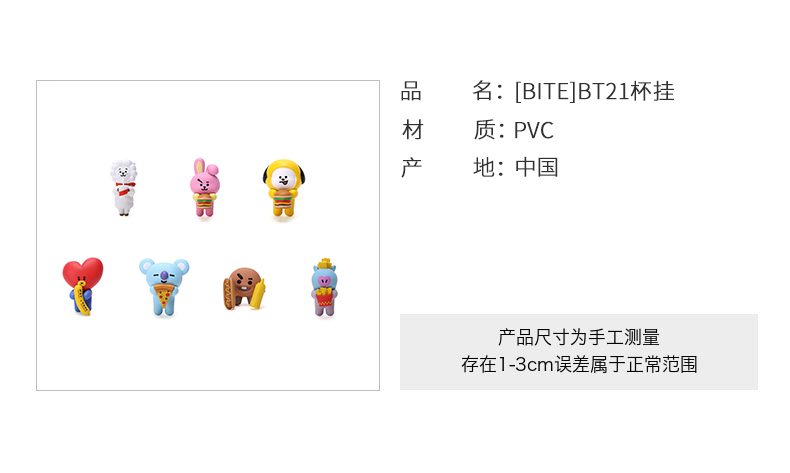 品 名：[BITE]BT21杯挂
材 质：PVC
产 地：中国
产品尺寸为手工测量
存在1-3cm误差属于正常范围